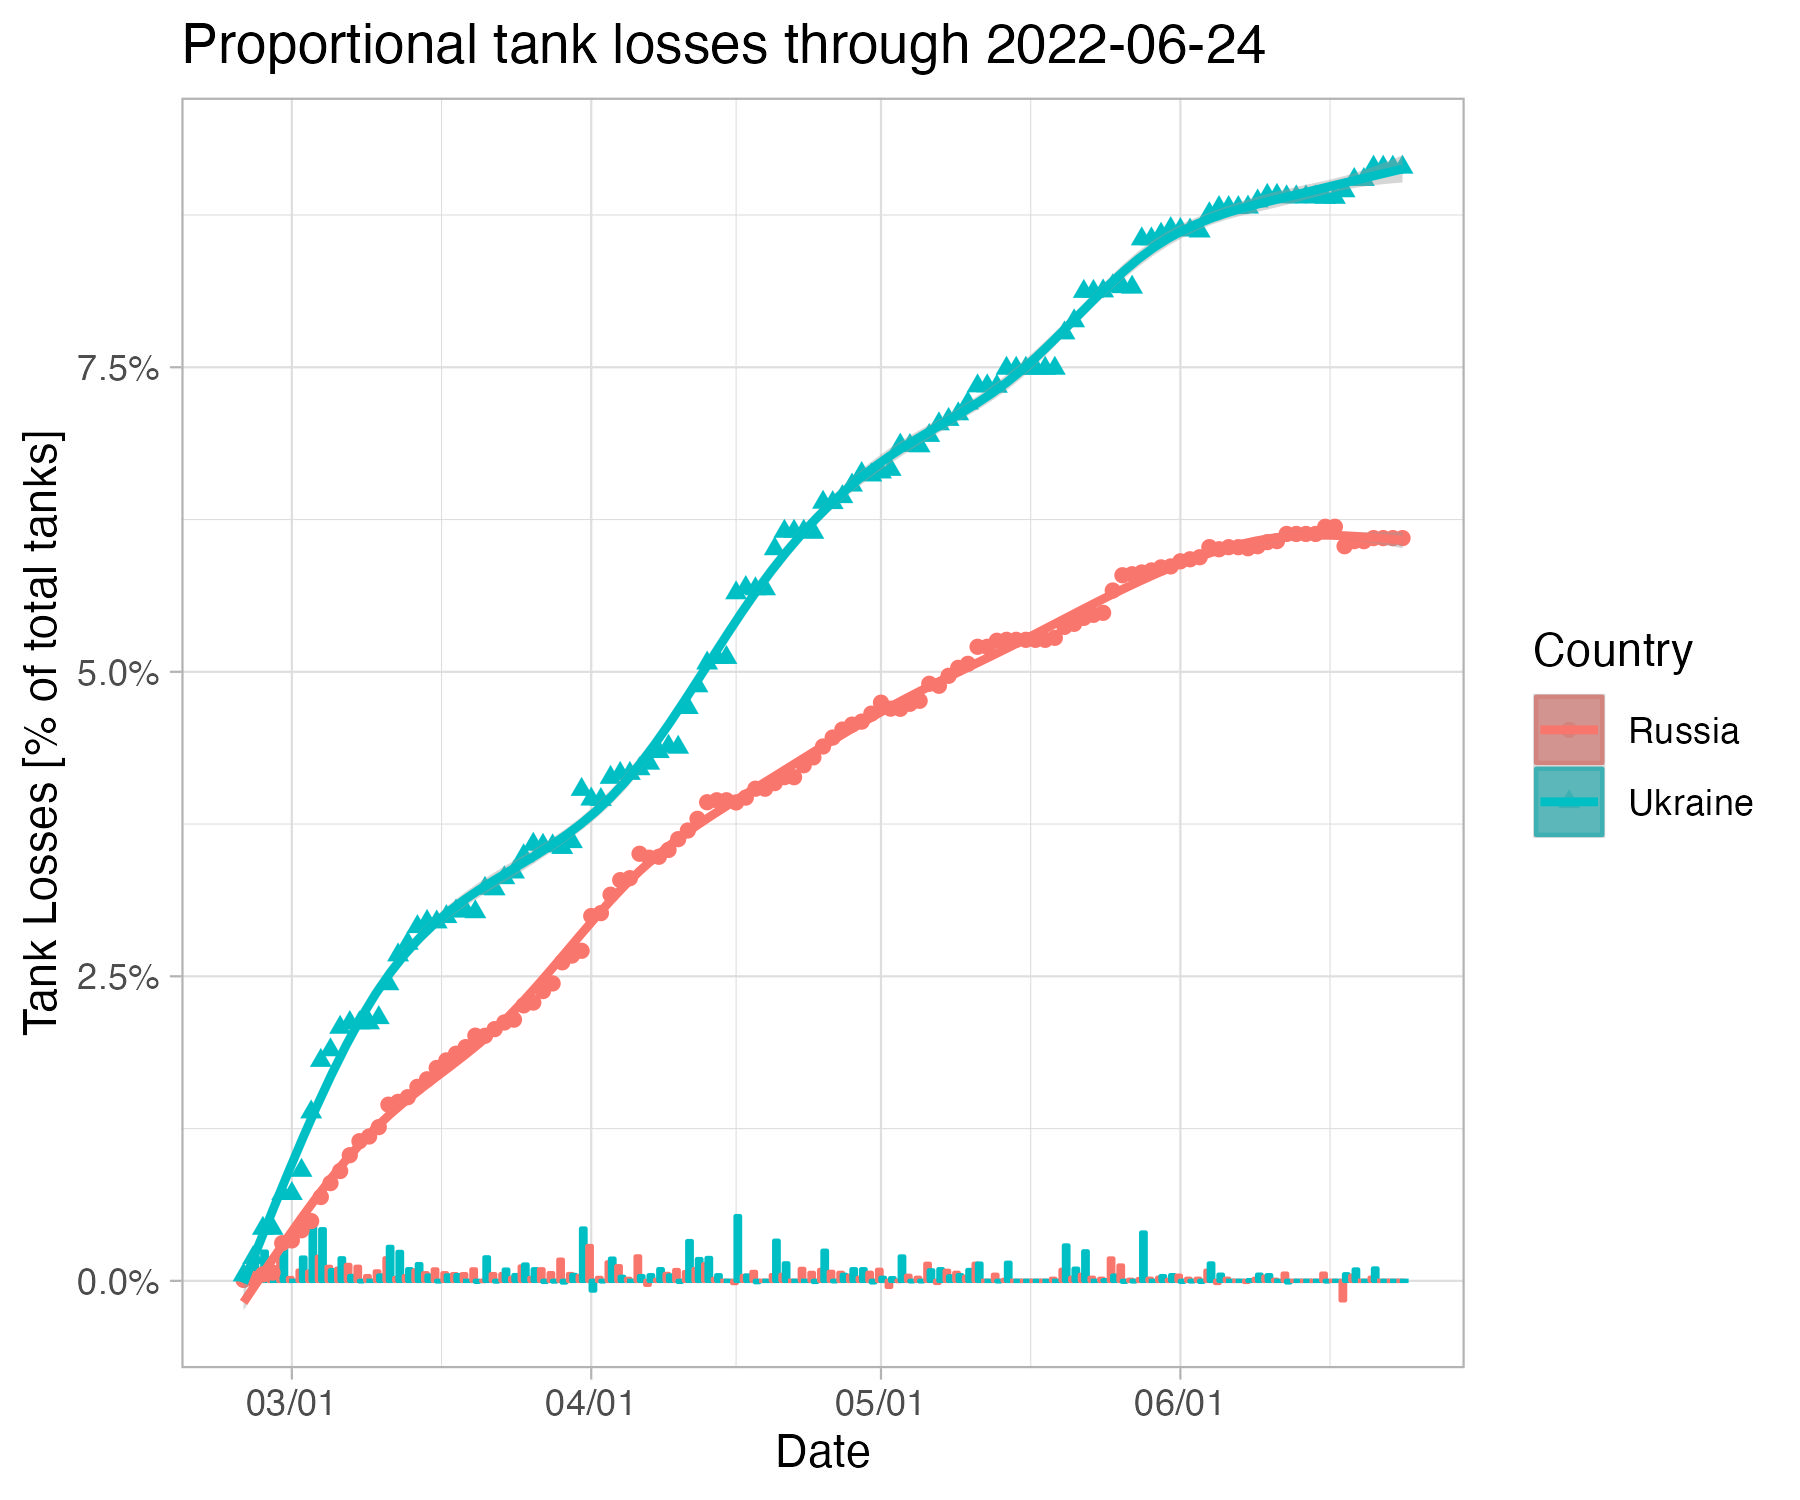 Proportional tank losses through 2022-06-24
Tank Losses [% of total tanks]
7.5%
5.0%
2.5%
0.0%
03/01
04/01
05/01
06/01
Date
Country
Russia
Ukraine